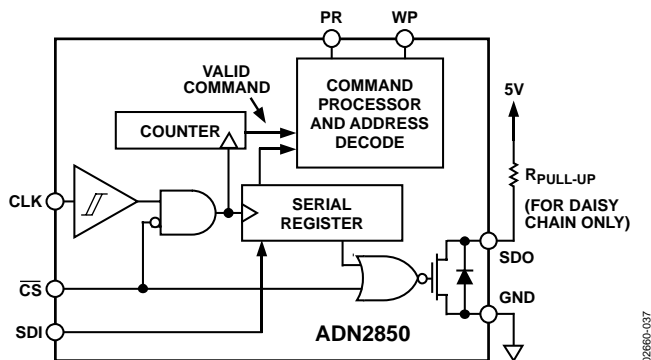 PR
WP
VALID
COMMAND
COMMAND
PROCESSOR
AND ADDRESS
DECODE
5V
COUNTER
RPULL-UP
(FOR DAISY
CHAIN ONLY)
CLK
SERIAL
REGISTER
SDO
CS
GND
SDI
ADN2850
02660-037